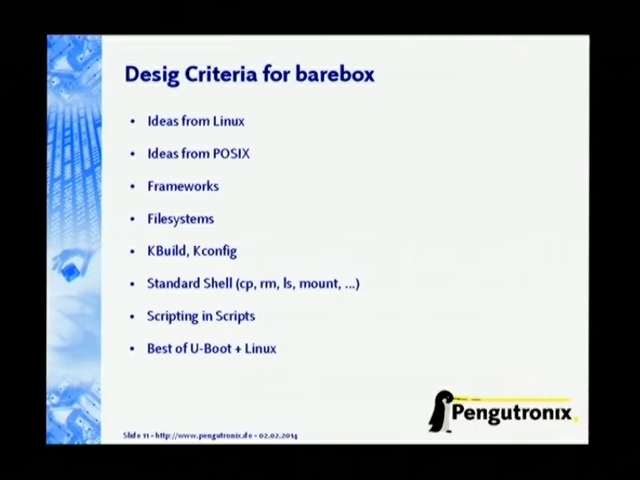 Desig Criteria for barebox
• Ideas from Linux
• Ideas from POSIX
• Frameworks
• Filesystems
• KBuild, Kconfig
• Standard Shell (cp, rm, ls, mount, ...)
• Scripting in Scripts
• Best of U-Boot + Linux
Pengutronix
Slide 11 - http://www.pengutronix.de - 02.02.2014